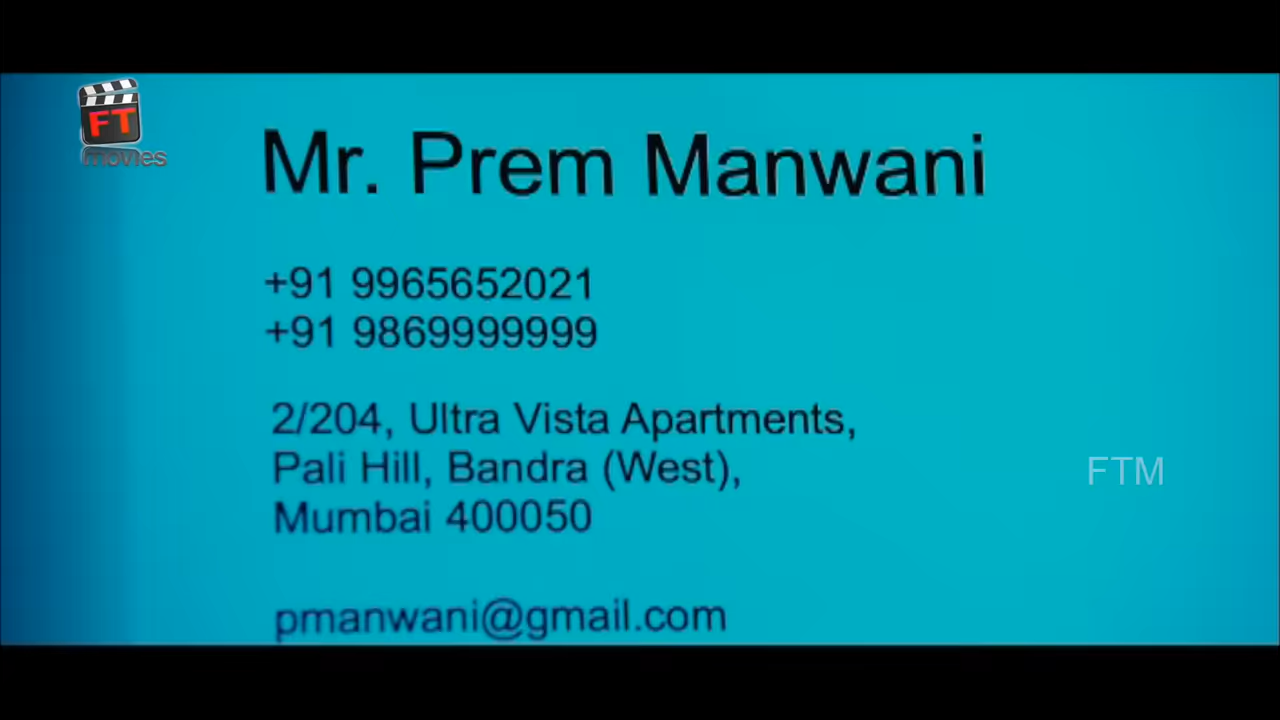 FT
movies
Mr. Prem Manwani
+91 9965652021
+91 9869999999
2/204, Ultra Vista Apartments,
Pali Hill, Bandra (West),
Mumbai 400050
FTM
pmanwani@gmail.com